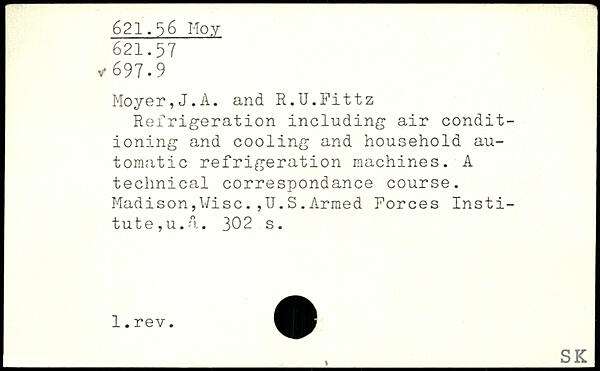 621.56 Moy
621.57
✓ 697.9
Moyer,J.A. and R.U.Fittz
Refrigeration including air condit-
ioning and cooling and household au-
tomatic refrigeration machines. A
technical correspondance course.
Madison,Wisc.,U.S.Armed Forces Insti-
tute,u.å. 302 s.
1.rev.
SK